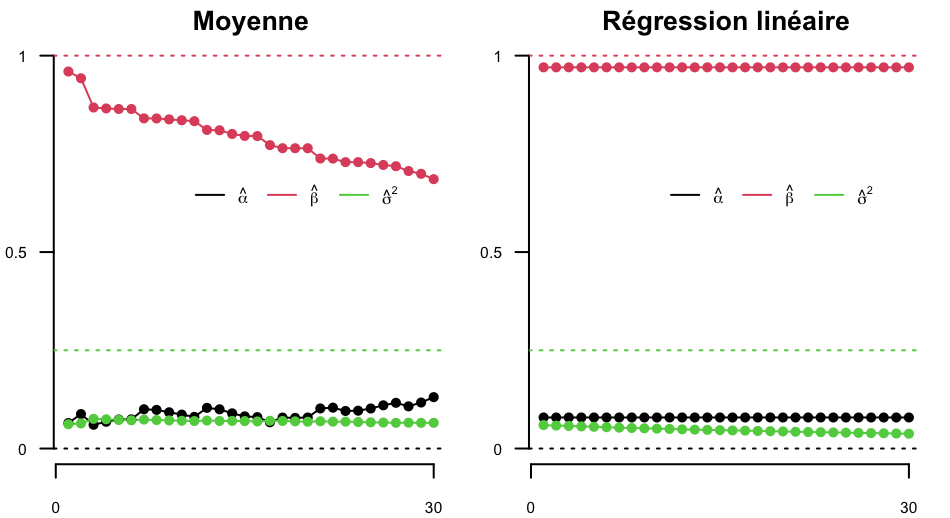 Moyenne
1
0.5
0
0
30
α̂
β̂
σ̂²
Régression linéaire
1
0.5
0
0
30
α̂
β̂
σ̂²